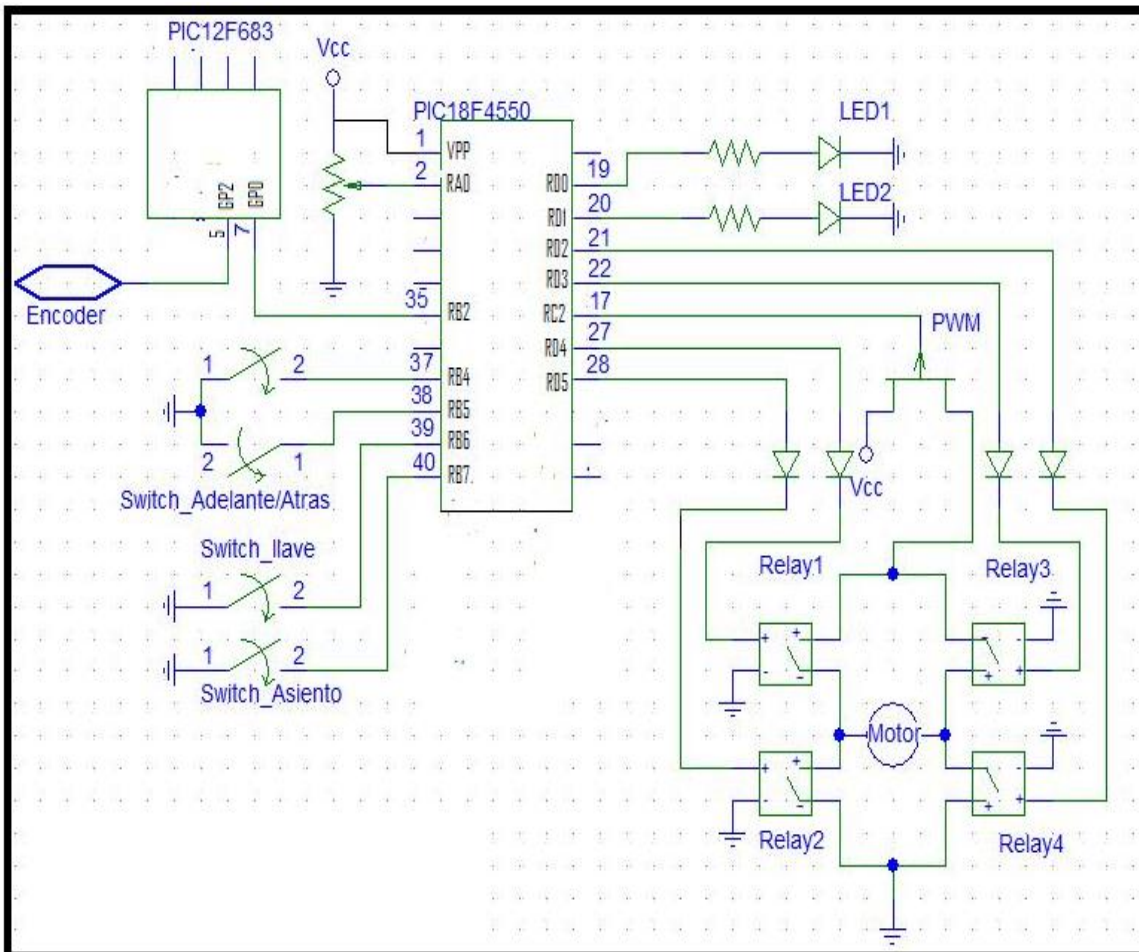 PIC12F683
Vcc
PIC18F4550
GP2
GP0
5
7
Encoder
1
VPP
2
RA0
35
RB2
37
RB4
38
RB5
39
RB6
40
RB7
1
2
2
1
Switch_Adelante/Atras
Switch_llave
1
2
1
2
Switch_Asiento
19
RD0
20
RD1
21
RD2
22
RD3
17
RC2
27
RD4
28
RD5
LED1
LED2
PWM
Vcc
Relay1
Relay3
+
+
-
-
-
-
+
+
Motor
+
+
-
-
-
-
+
+
Relay2
Relay4